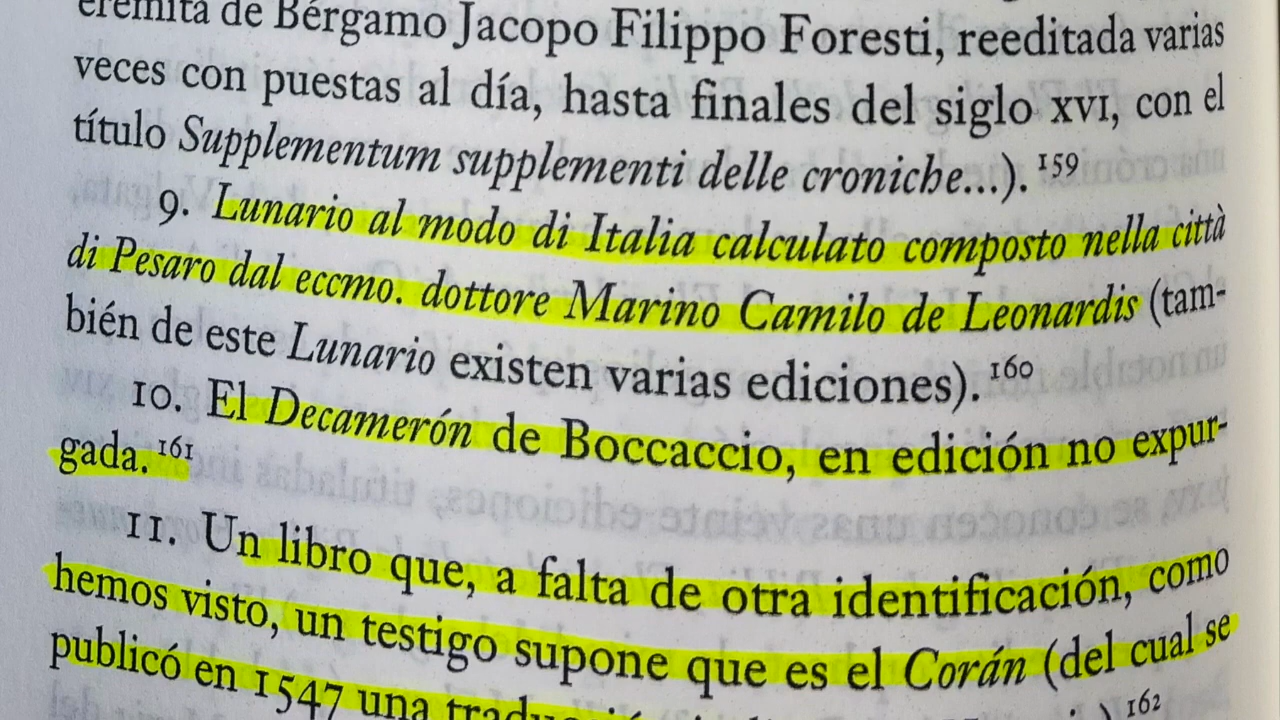 eremita de Bérgamo Jacopo Filippo Foresti, reeditada varias
veces con puestas al día, hasta finales del siglo XVI, con el
título Supplementum supplementi delle croniche...). 159
9. Lunario al modo di Italia calculato composto nella città
di Pesaro dal eccmo. dottore Marino Camilo de Leonardis (tam-
bién de este Lunario existen varias ediciones). 160
10. El Decamerón de Boccaccio, en edición no expur-
gada. 161
11. Un libro que, a falta de otra identificación, como
hemos visto, un testigo supone que es el Corán (del cual se
publicó en 1547 una
162